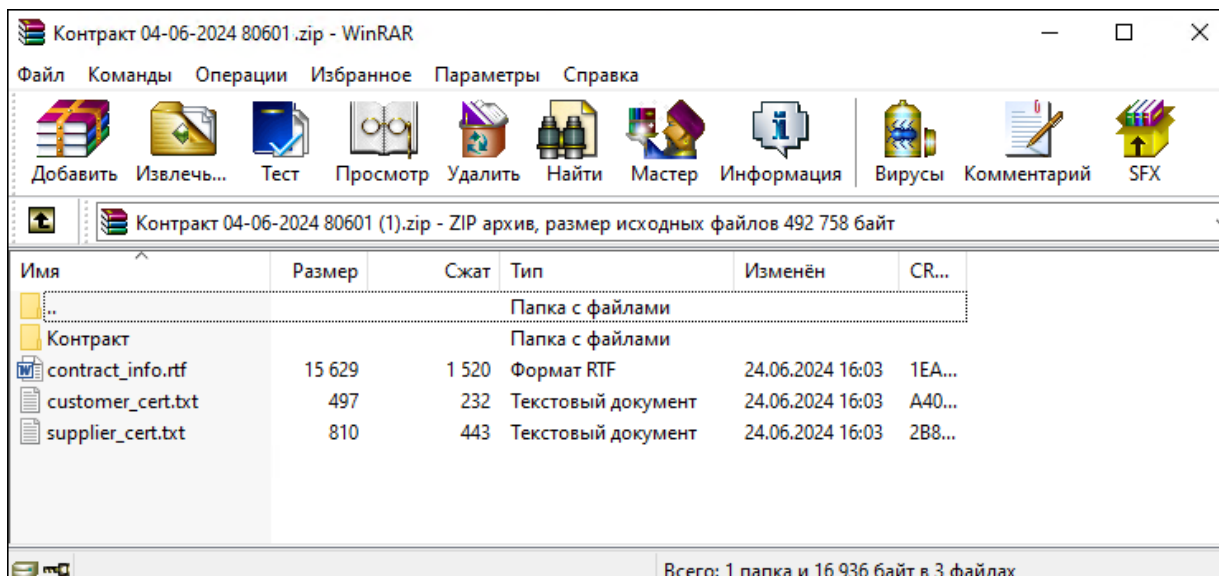 Контракт 04-06-2024 80601 .zip - WinRAR
Файл Команды Операции Избранное Параметры Справка
Добавить Извлечь... Тест Просмотр Удалить Найти Мастер Информация Вирусы Комментарий SFX
Контракт 04-06-2024 80601 (1).zip - ZIP архив, размер исходных файлов 492 758 байт
Имя Размер Сжат Тип Изменён CR...
.. Папка с файлами
Контракт Папка с файлами
contract_info.rtf 15 629 1 520 Формат RTF 24.06.2024 16:03 1EA...
customer_cert.txt 497 232 Текстовый документ 24.06.2024 16:03 A40...
supplier_cert.txt 810 443 Текстовый документ 24.06.2024 16:03 2B8...
Всего: 1 папка и 16 936 байт в 3 файлах